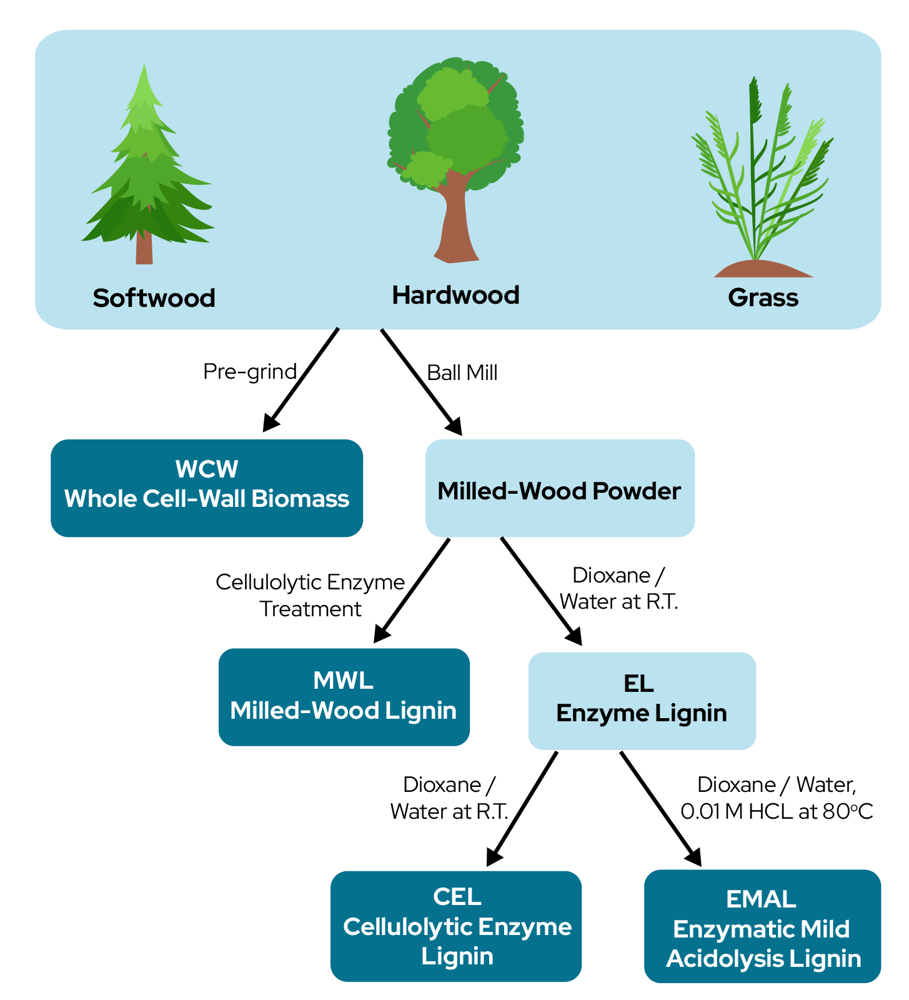 Softwood
Hardwood
Grass
Pre-grind
Ball Mill
WCW
Whole Cell-Wall Biomass
Milled-Wood Powder
Cellulolytic Enzyme
Treatment
Dioxane /
Water at R.T.
MWL
Milled-Wood Lignin
EL
Enzyme Lignin
Dioxane /
Water at R.T.
Dioxane / Water,
0.01 M HCL at 80ºC
CEL
Cellulolytic Enzyme
Lignin
EMAL
Enzymatic Mild
Acidolysis Lignin